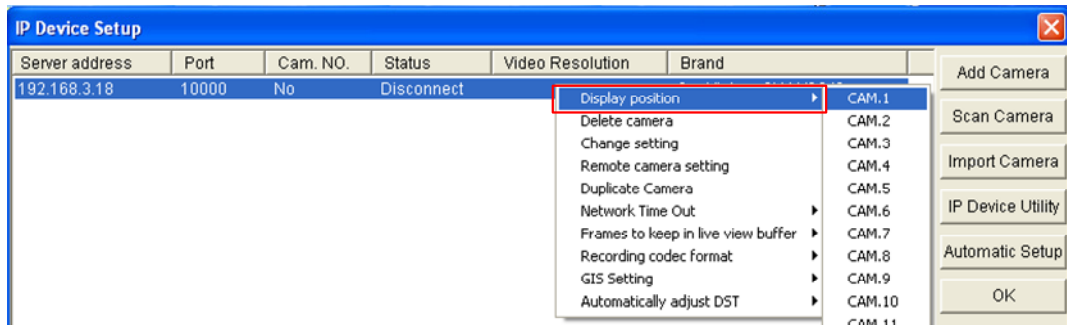 IP Device Setup
Server address Port Cam. NO. Status Video Resolution Brand
192.168.3.18 10000 No Disconnect
Display position
Delete camera
Change setting
Remote camera setting
Duplicate Camera
Network Time Out
Frames to keep in live view buffer
Recording codec format
GIS Setting
Automatically adjust DST
CAM.1
CAM.2
CAM.3
CAM.4
CAM.5
CAM.6
CAM.7
CAM.8
CAM.9
CAM.10
CAM.11
Add Camera
Scan Camera
Import Camera
IP Device Utility
Automatic Setup
OK